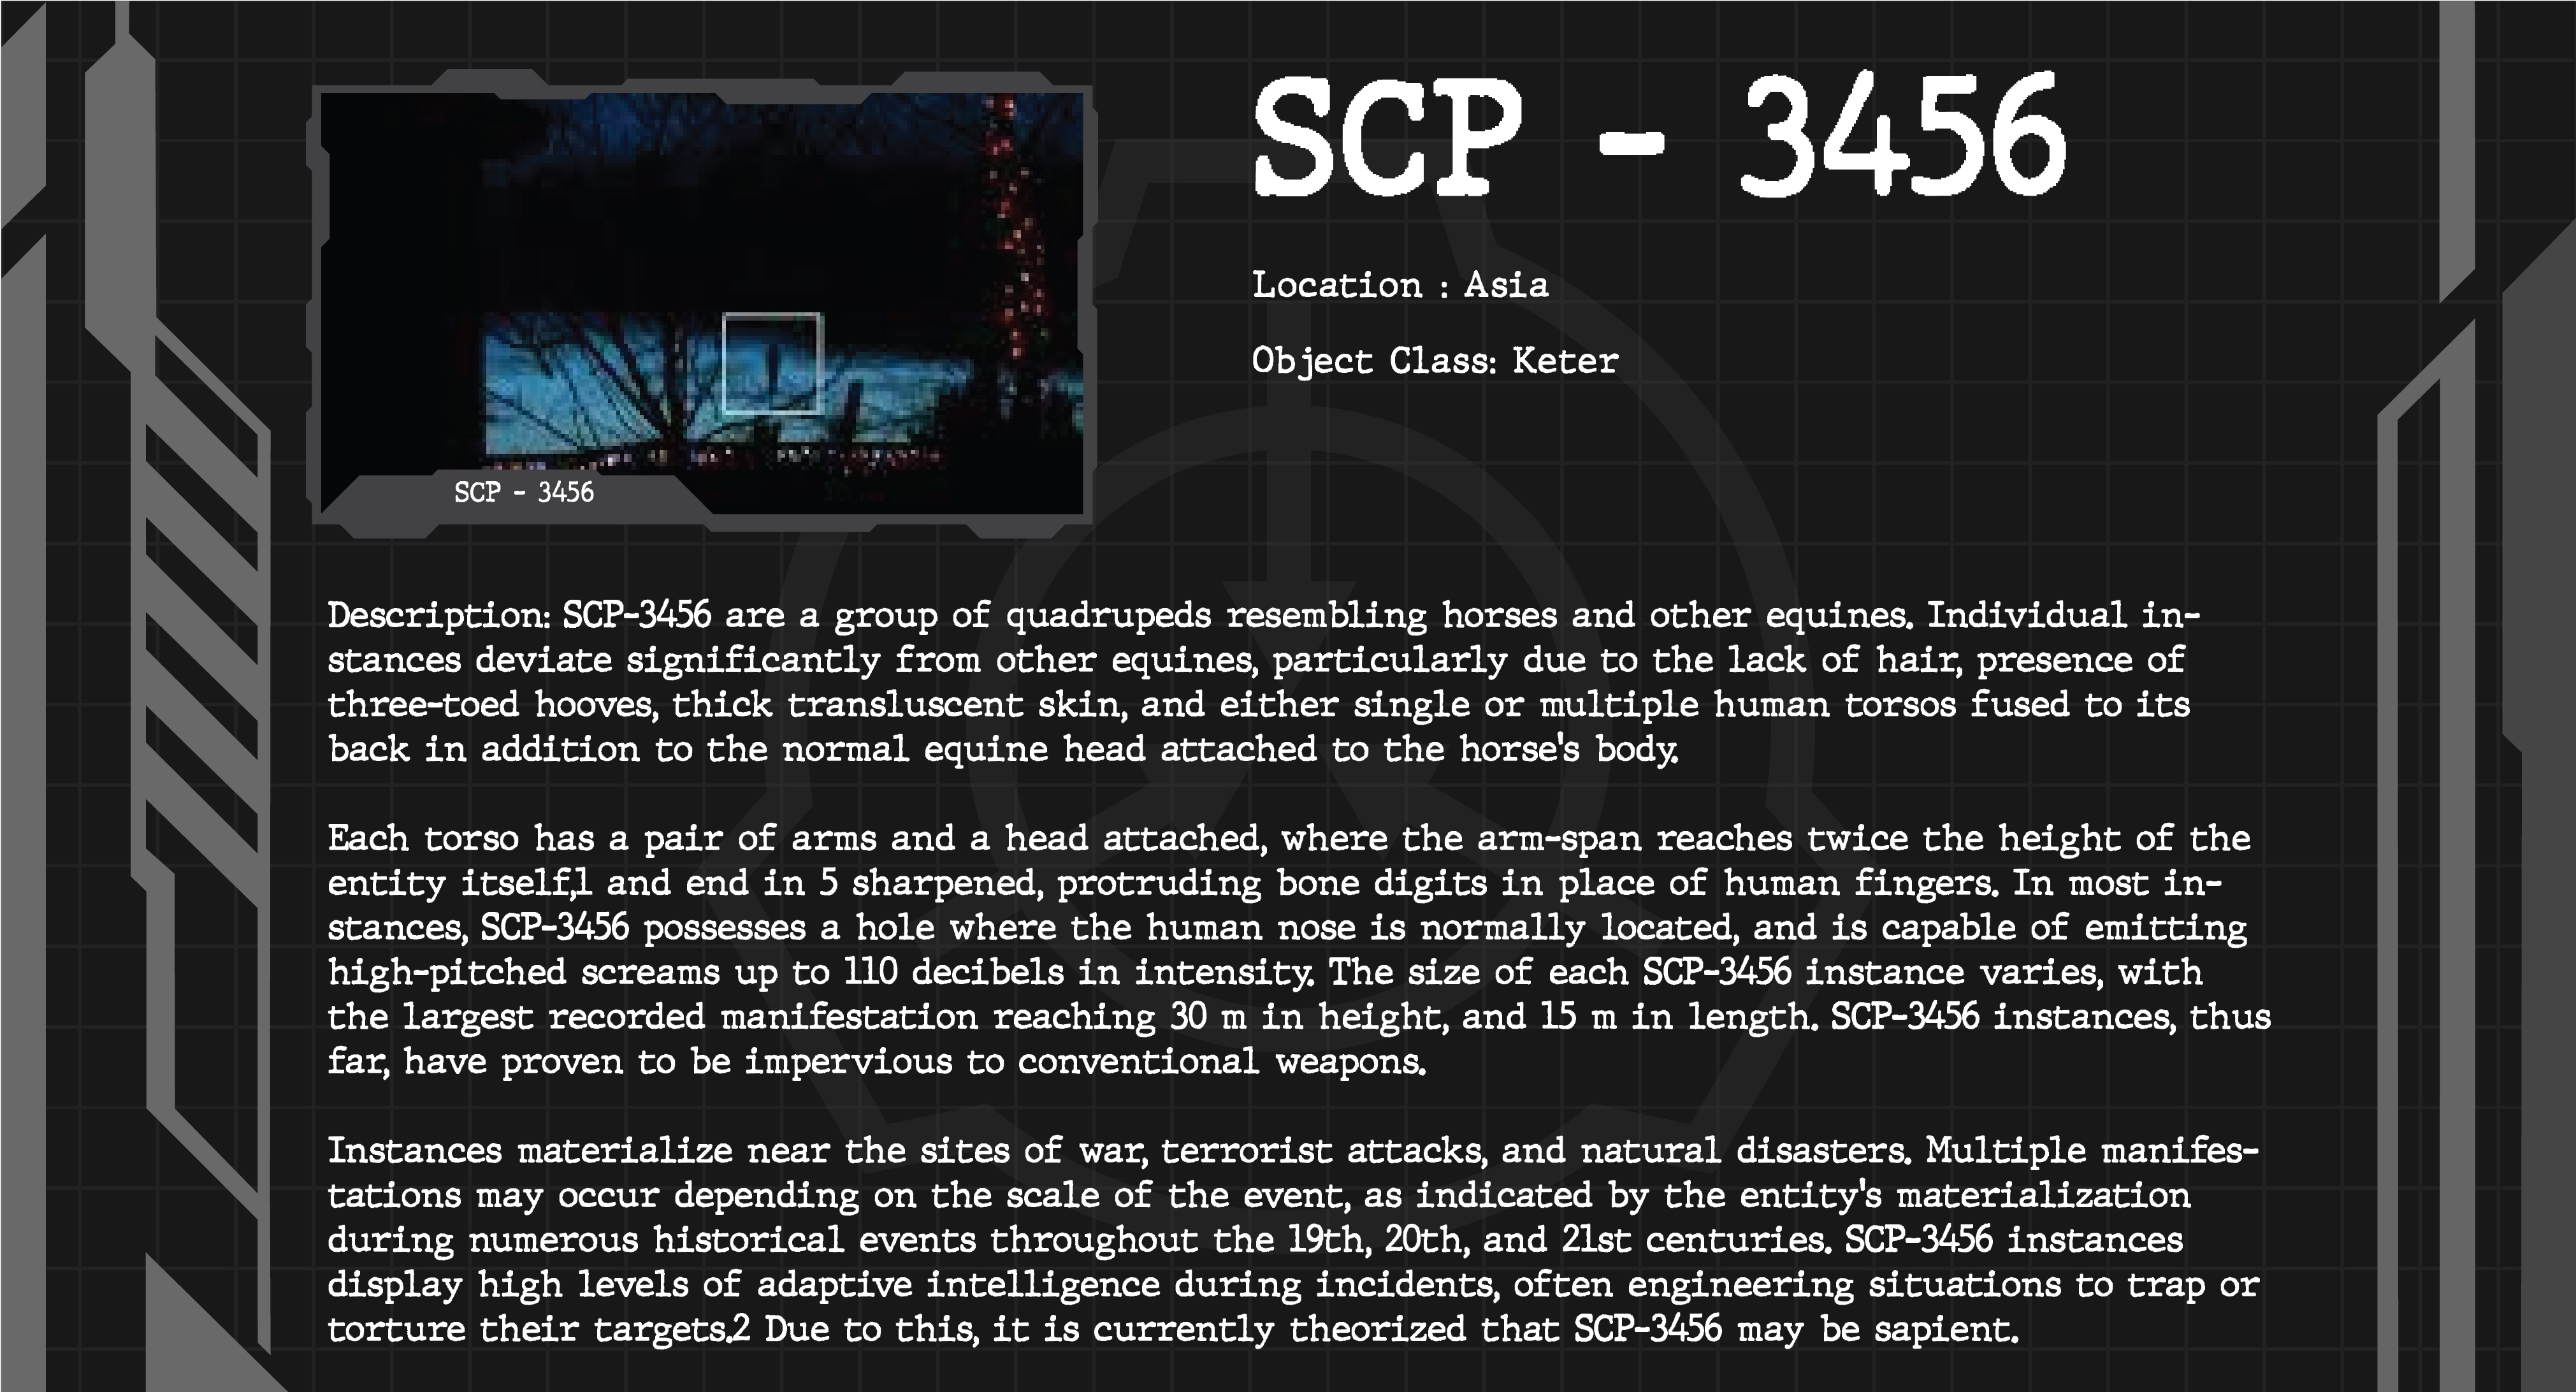 SCP - 3456
Location : Asia
Object Class: Keter
SCP - 3456
Description: SCP-3456 are a group of quadrupeds resembling horses and other equines. Individual in-
stances deviate significantly from other equines, particularly due to the lack of hair, presence of
three-toed hooves, thick transluscent skin, and either single or multiple human torsos fused to its
back in addition to the normal equine head attached to the horse's body.
Each torso has a pair of arms and a head attached, where the arm-span reaches twice the height of the
entity itself,1 and end in 5 sharpened, protruding bone digits in place of human fingers. In most in-
stances, SCP-3456 possesses a hole where the human nose is normally located, and is capable of emitting
high-pitched screams up to 110 decibels in intensity. The size of each SCP-3456 instance varies, with
the largest recorded manifestation reaching 30 m in height, and 15 m in length. SCP-3456 instances, thus
far, have proven to be impervious to conventional weapons.
Instances materialize near the sites of war, terrorist attacks, and natural disasters. Multiple manifes-
tations may occur depending on the scale of the event, as indicated by the entity's materialization
during numerous historical events throughout the 19th, 20th, and 21st centuries. SCP-3456 instances
display high levels of adaptive intelligence during incidents, often engineering situations to trap or
torture their targets.2 Due to this, it is currently theorized that SCP-3456 may be sapient.